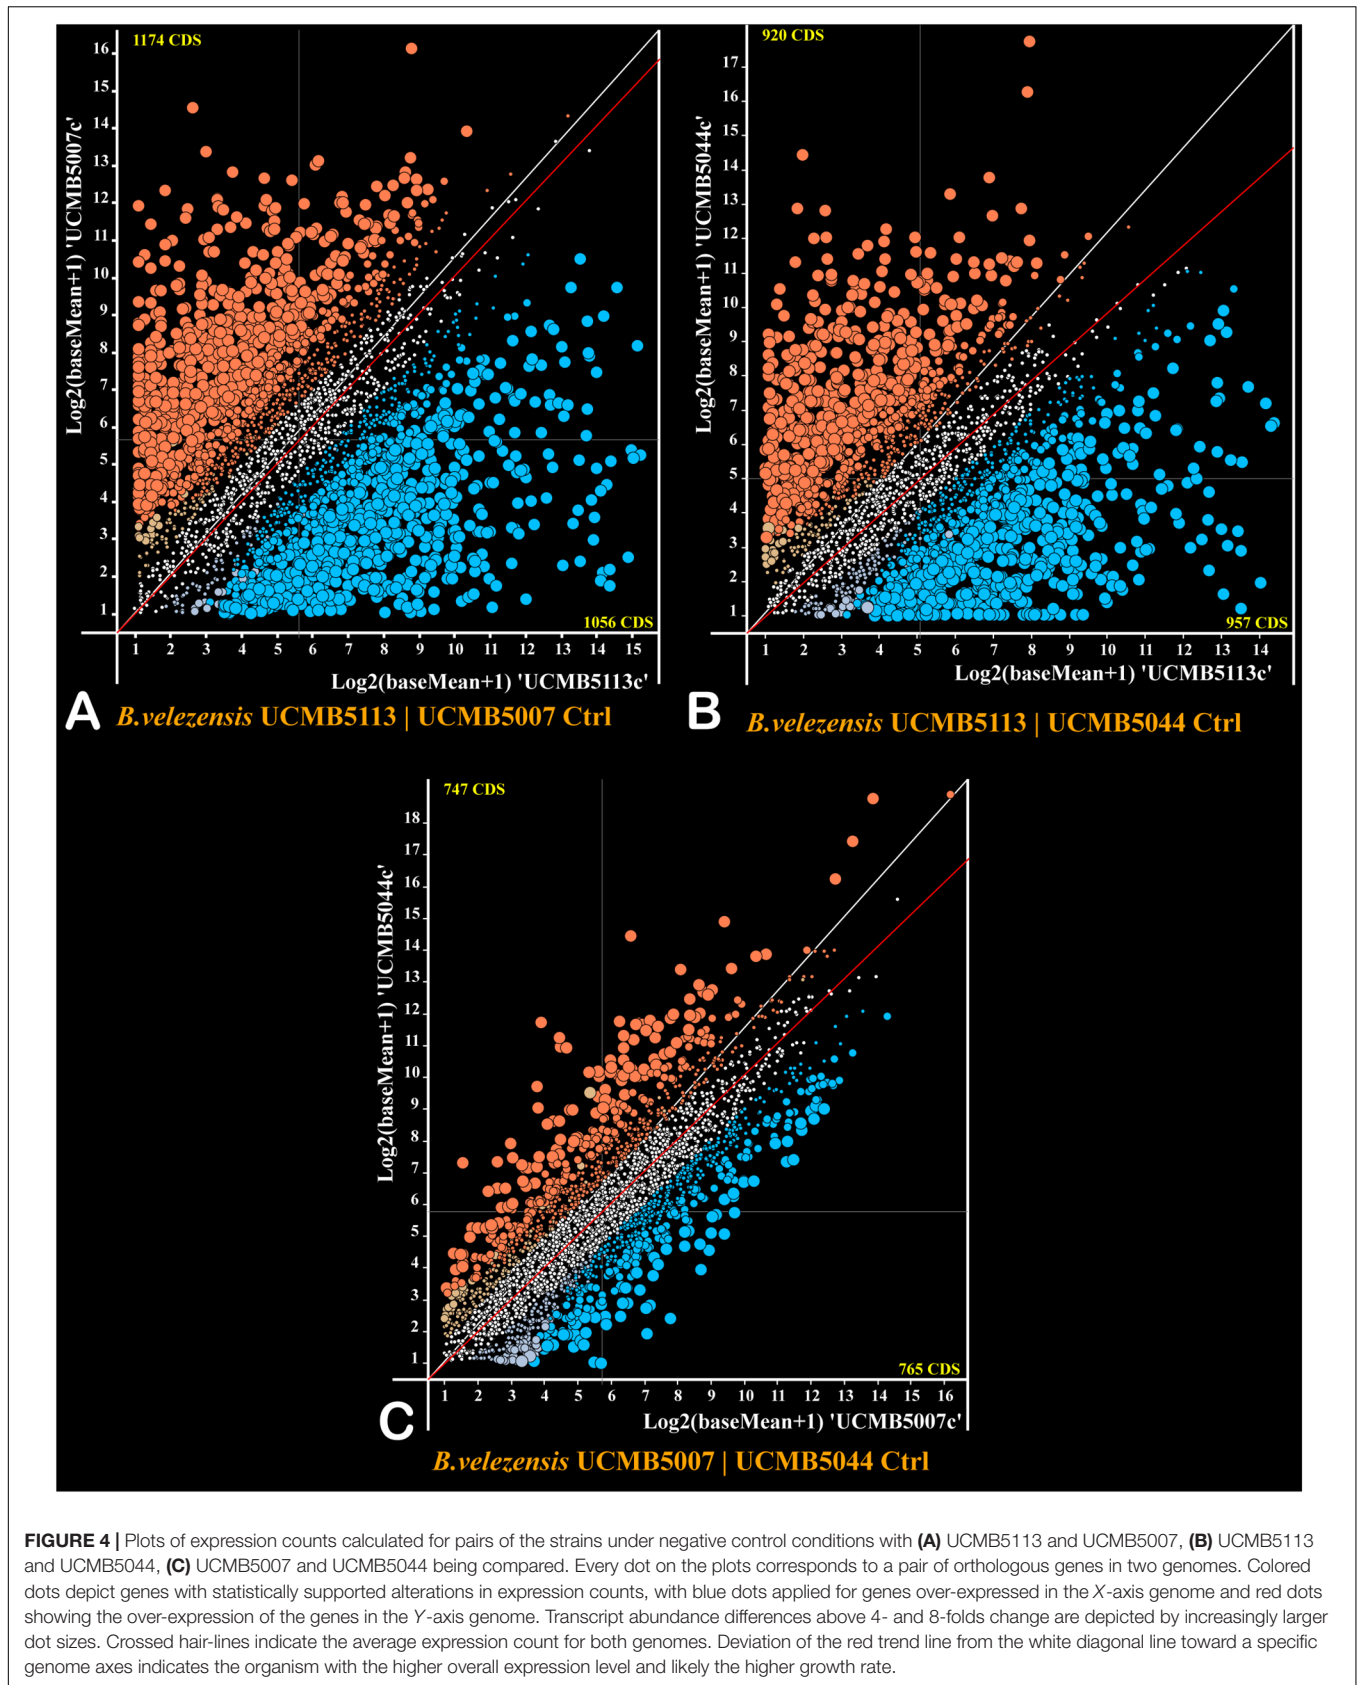 1174 CDS
16
15
14
13
12
11
10
9
8
7
6
5
4
3
2
1
Log2(baseMean+1) 'UCMB5007c'
1056 CDS
1 2 3 4 5 6 7 8 9 10 11 12 13 14 15
Log2(baseMean+1) 'UCMB5113c'
A B.velezensis UCMB5113 | UCMB5007 Ctrl
920 CDS
17
16
15
14
13
12
11
10
9
8
7
6
5
4
3
2
1
Log2(baseMean+1) 'UCMB5044c'
957 CDS
1 2 3 4 5 6 7 8 9 10 11 12 13 14
Log2(baseMean+1) 'UCMB5113c'
B B.velezensis UCMB5113 | UCMB5044 Ctrl
747 CDS
18
17
16
15
14
13
12
11
10
9
8
7
6
5
4
3
2
1
Log2(baseMean+1) 'UCMB5044c'
765 CDS
1 2 3 4 5 6 7 8 9 10 11 12 13 14 15 16
Log2(baseMean+1) 'UCMB5007c'
C
B.velezensis UCMB5007 | UCMB5044 Ctrl
FIGURE 4 | Plots of expression counts calculated for pairs of the strains under negative control conditions with (A) UCMB5113 and UCMB5007, (B) UCMB5113
and UCMB5044, (C) UCMB5007 and UCMB5044 being compared. Every dot on the plots corresponds to a pair of orthologous genes in two genomes. Colored
dots depict genes with statistically supported alterations in expression counts, with blue dots applied for genes over-expressed in the X-axis genome and red dots
showing the over-expression of the genes in the Y-axis genome. Transcript abundance differences above 4- and 8-folds change are depicted by increasingly larger
dot sizes. Crossed hair-lines indicate the average expression count for both genomes. Deviation of the red trend line from the white diagonal line toward a specific
genome axes indicates the organism with the higher overall expression level and likely the higher growth rate.